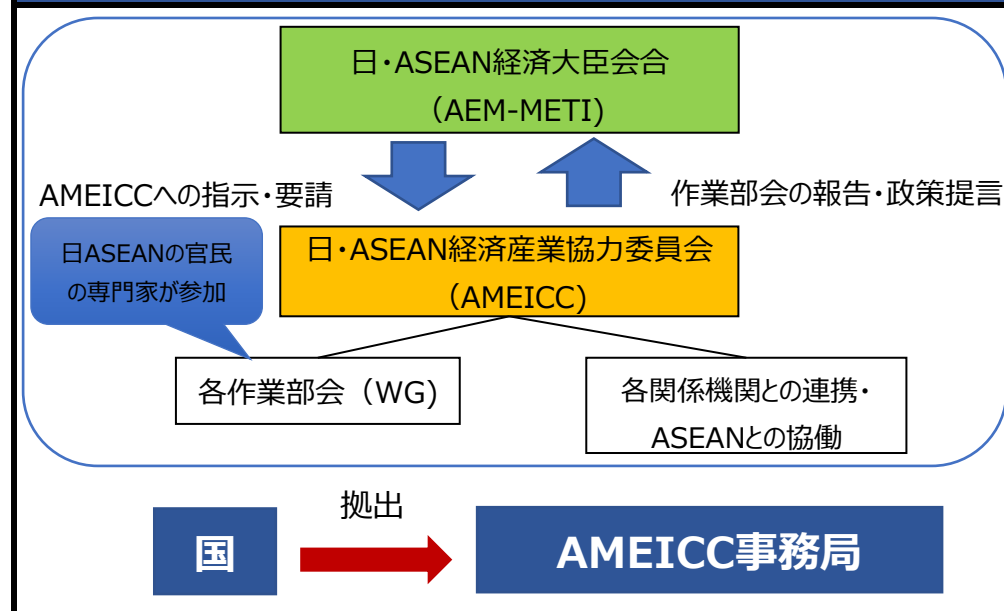 日・ASEAN経済大臣会合
（AEM-METI)
AMEICCへの指示・要請
作業部会の報告・政策提言
日ASEANの官民
の専門家が参加
日・ASEAN経済産業協力委員会
（AMEICC)
各作業部会（WG)
各関係機関との連携・
ASEANとの協働
拠出
国
AMEICC事務局